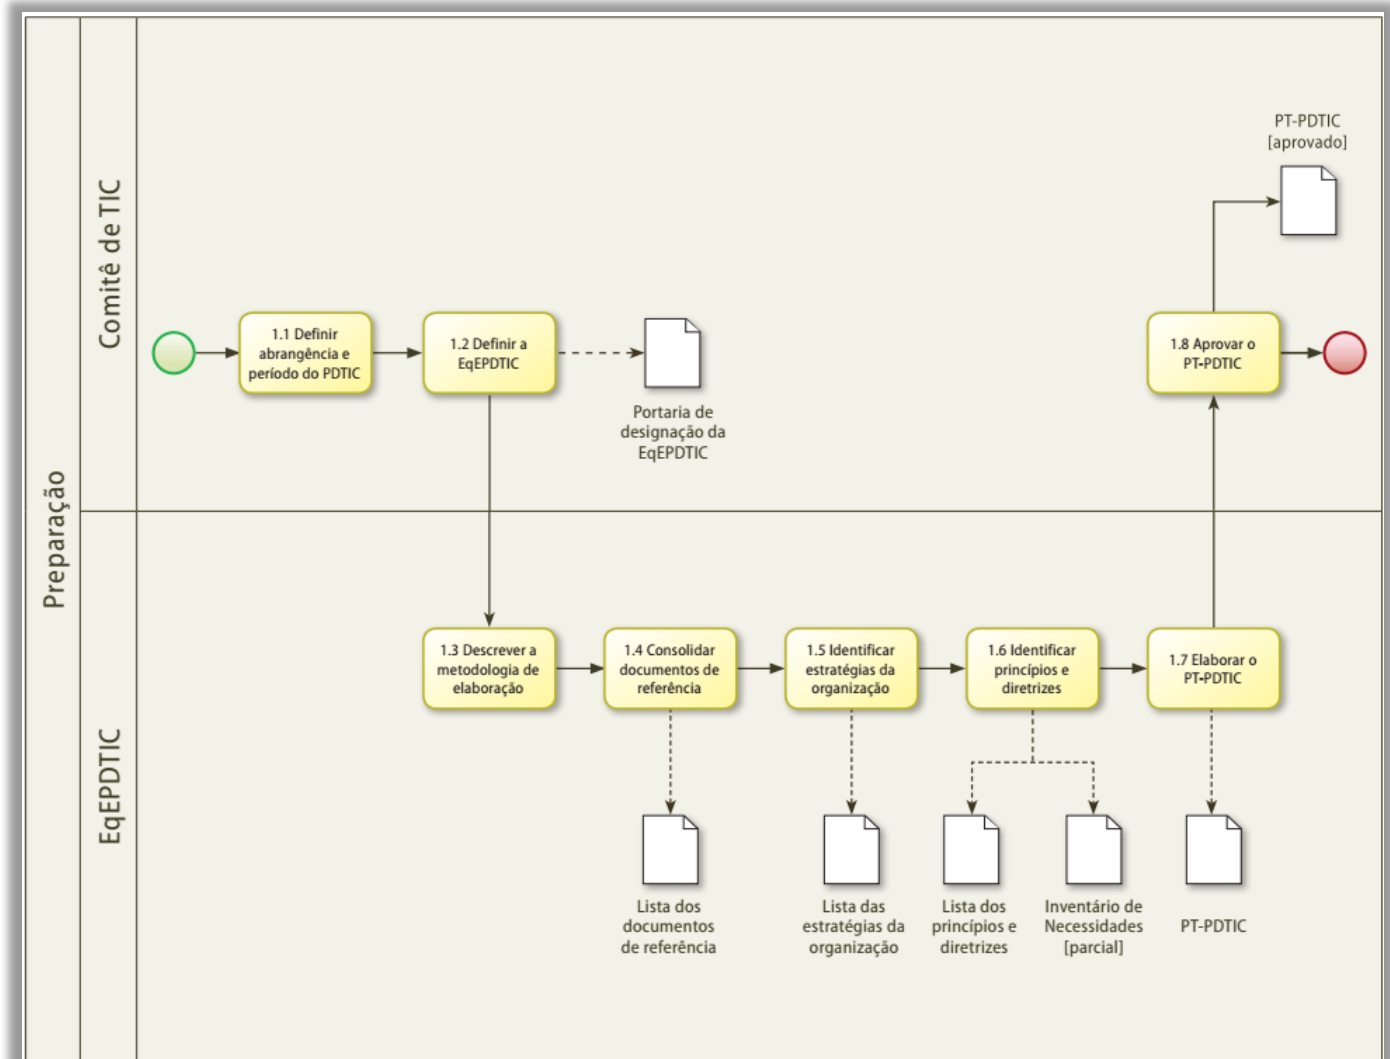 Preparação
Comitê de TIC
PT-PDTIC
[aprovado]
1.1 Definir
abrangência e
período do PDTIC
1.2 Definir a
EqEPDTIC
Portaria de
designação da
EqEPDTIC
1.8 Aprovar o
PT-PDTIC
EqEPDTIC
1.3 Descrever a
metodologia de
elaboração
1.4 Consolidar
documentos de
referência
1.5 Identificar
estratégias da
organização
1.6 Identificar
princípios e
diretrizes
1.7 Elaborar o
PT-PDTIC
Lista dos
documentos
de referência
Lista das
estratégias da
organização
Lista dos
princípios e
diretrizes
Inventário de
Necessidades
[parcial]
PT-PDTIC